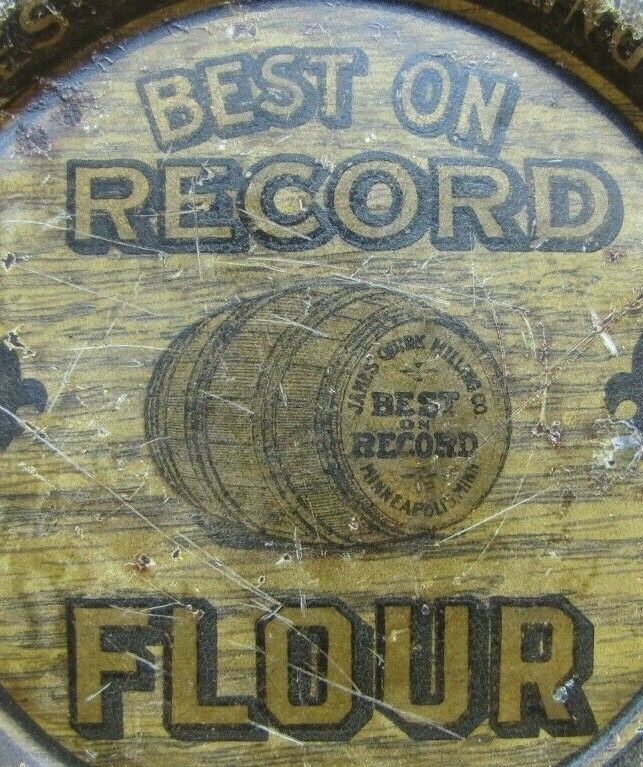 BEST ON
RECORD
JAMES QUIRK MILLING CO.
BEST
ON
RECORD
MINNEAPOLIS, MINN
FLOUR